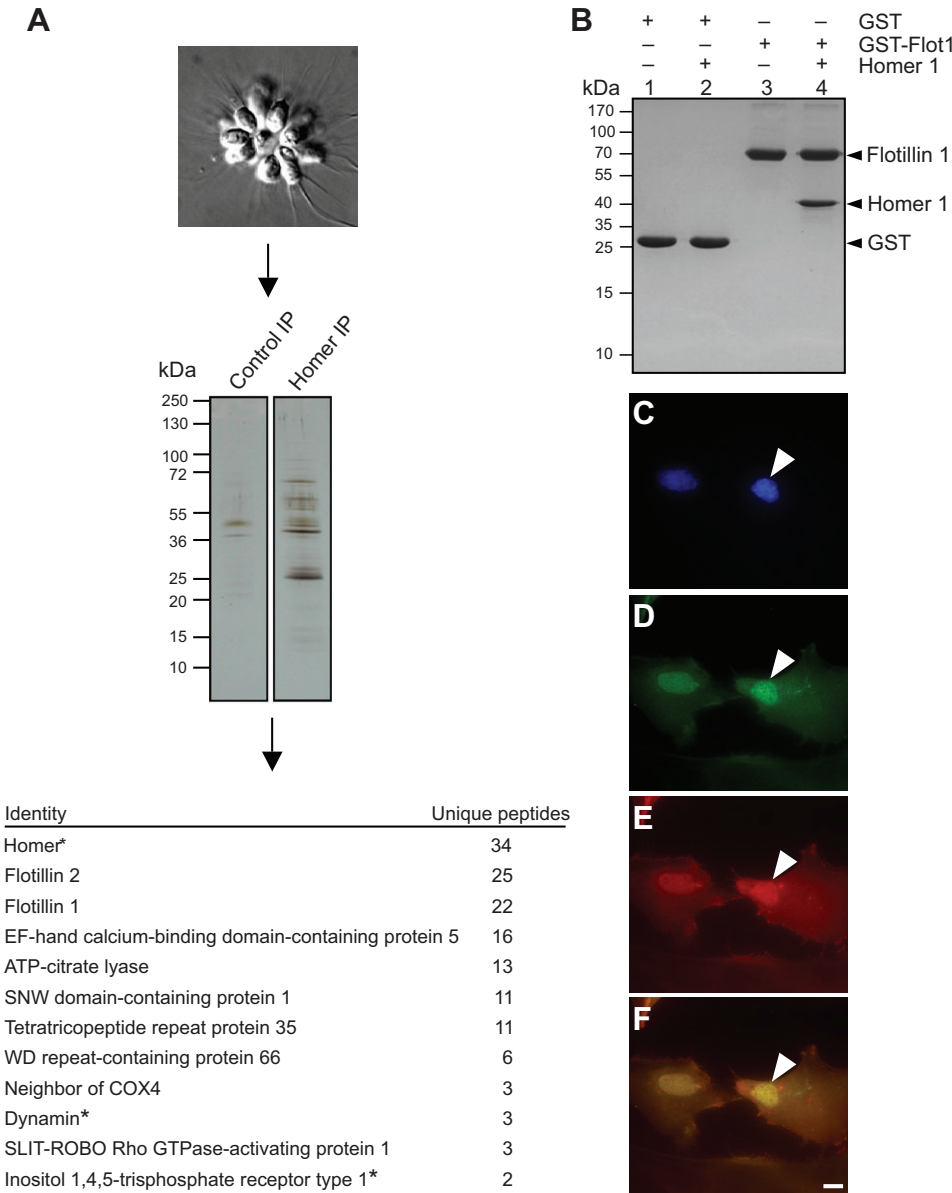 A
Control IP
Homer IP
kDa
250
130
100
72
55
36
25
20
15
10
Identity Unique peptides
Homer* 34
Flotillin 2 25
Flotillin 1 22
EF-hand calcium-binding domain-containing protein 5 16
ATP-citrate lyase 13
SNW domain-containing protein 1 11
Tetratricopeptide repeat protein 35 11
WD repeat-containing protein 66 6
Neighbor of COX4 3
Dynamin* 3
SLIT-ROBO Rho GTPase-activating protein 1 3
Inositol 1,4,5-trisphosphate receptor type 1* 2
B
+ + – – GST
– – + + GST-Flot1
– + – + Homer 1
kDa 1 2 3 4
170
100
70
55
40
35
25
15
10
Flotillin 1
Homer 1
GST
C
D
E
F